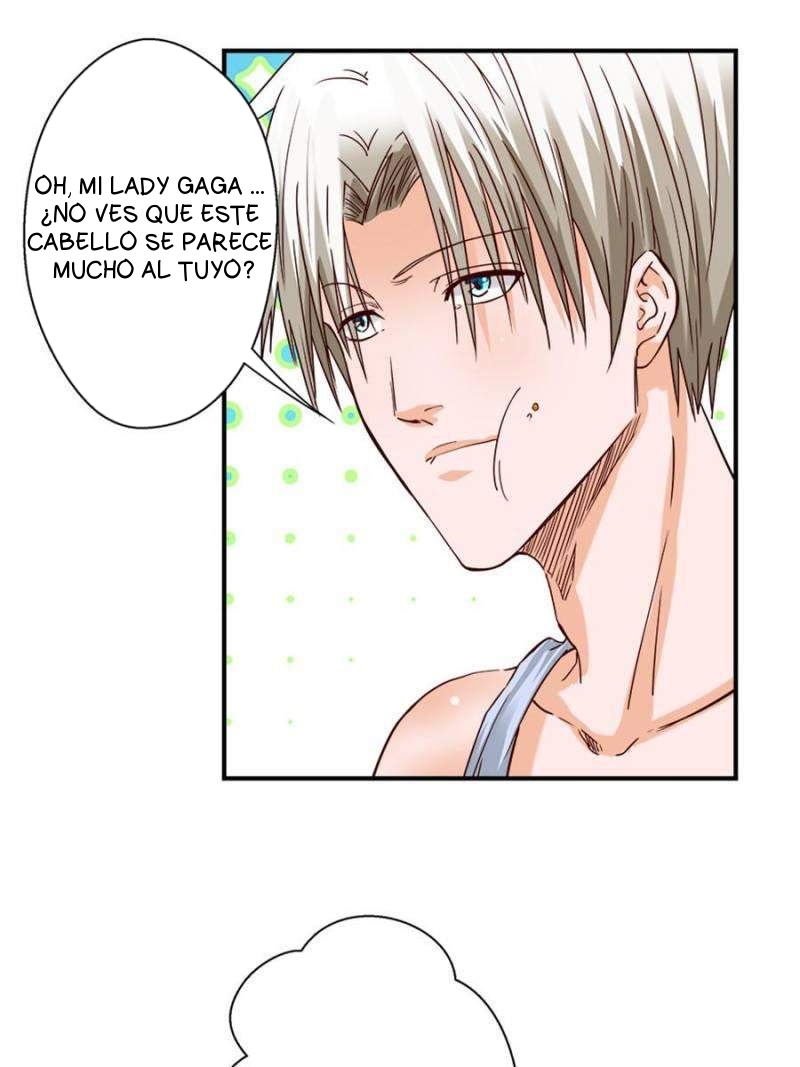 OH, MI LADY GAGA ...
¿NO VES QUE ESTE
CABELLO SE PARECE
MUCHO AL TUYO?